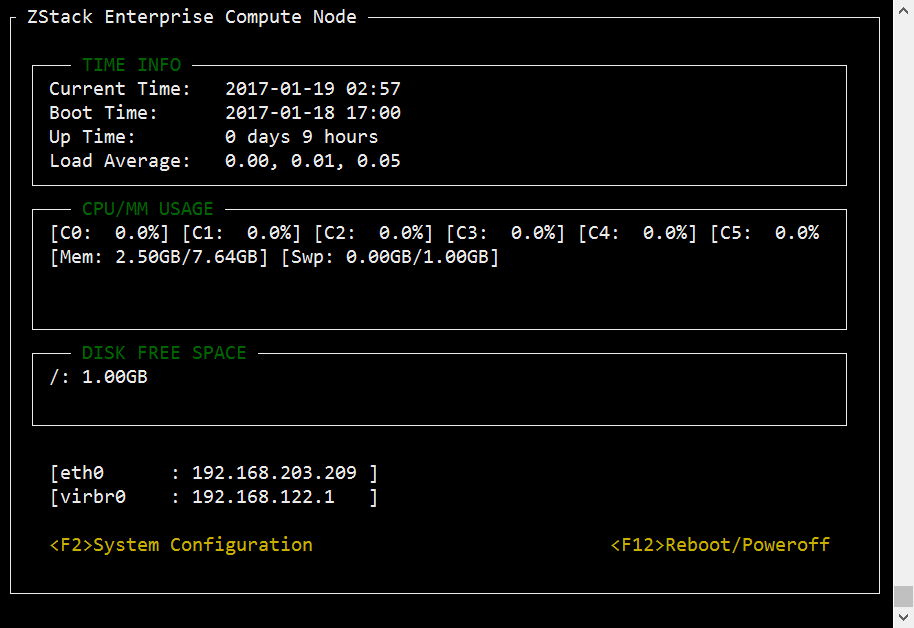 ZStack Enterprise Compute Node
TIME INFO
Current Time: 2017-01-19 02:57
Boot Time: 2017-01-18 17:00
Up Time: 0 days 9 hours
Load Average: 0.00, 0.01, 0.05
CPU/MM USAGE
[C0: 0.0%] [C1: 0.0%] [C2: 0.0%] [C3: 0.0%] [C4: 0.0%] [C5: 0.0%
[Mem: 2.50GB/7.64GB] [Swp: 0.00GB/1.00GB]
DISK FREE SPACE
/: 1.00GB
[eth0 : 192.168.203.209 ]
[virbr0 : 192.168.122.1 ]
<F2>System Configuration <F12>Reboot/Poweroff